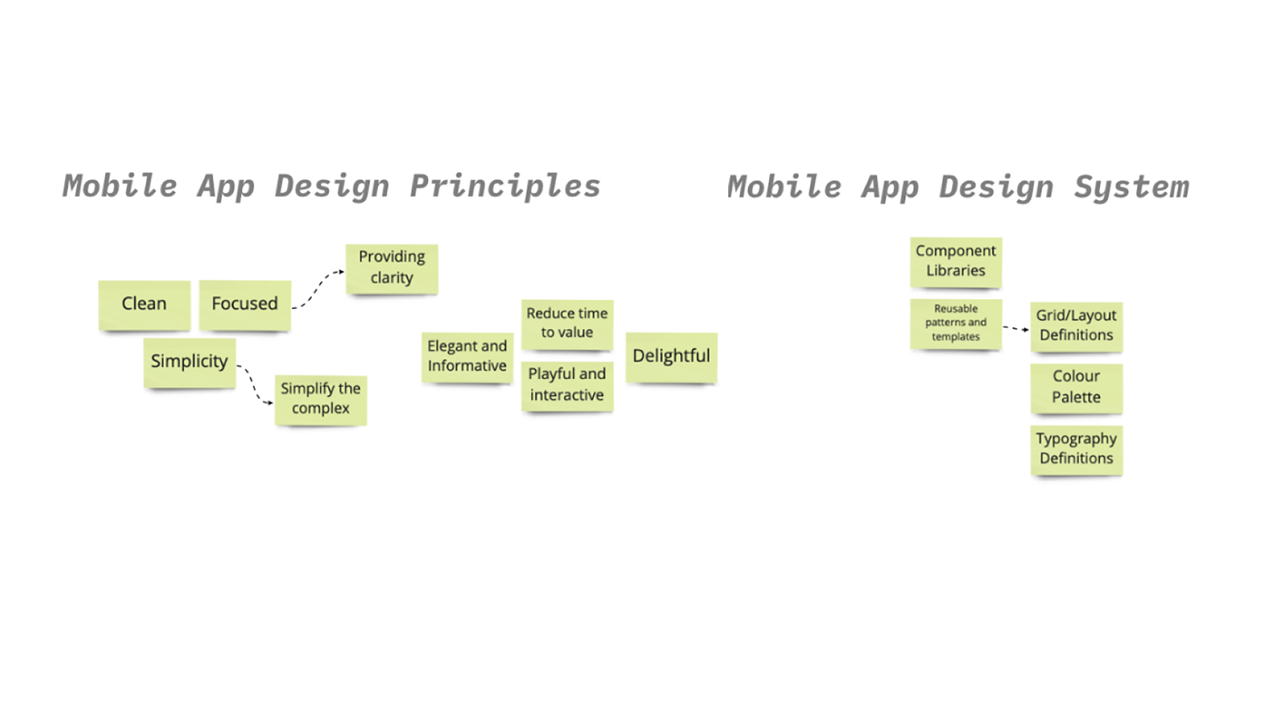 Mobile App Design Principles
Providing
clarity
Clean
Focused
Simplicity
Simplify the
complex
Reduce time
to value
Elegant and
Informative
Playful and
interactive
Delightful
Mobile App Design System
Component
Libraries
Reusable
patterns and
templates
Grid/Layout
Definitions
Colour
Palette
Typography
Definitions